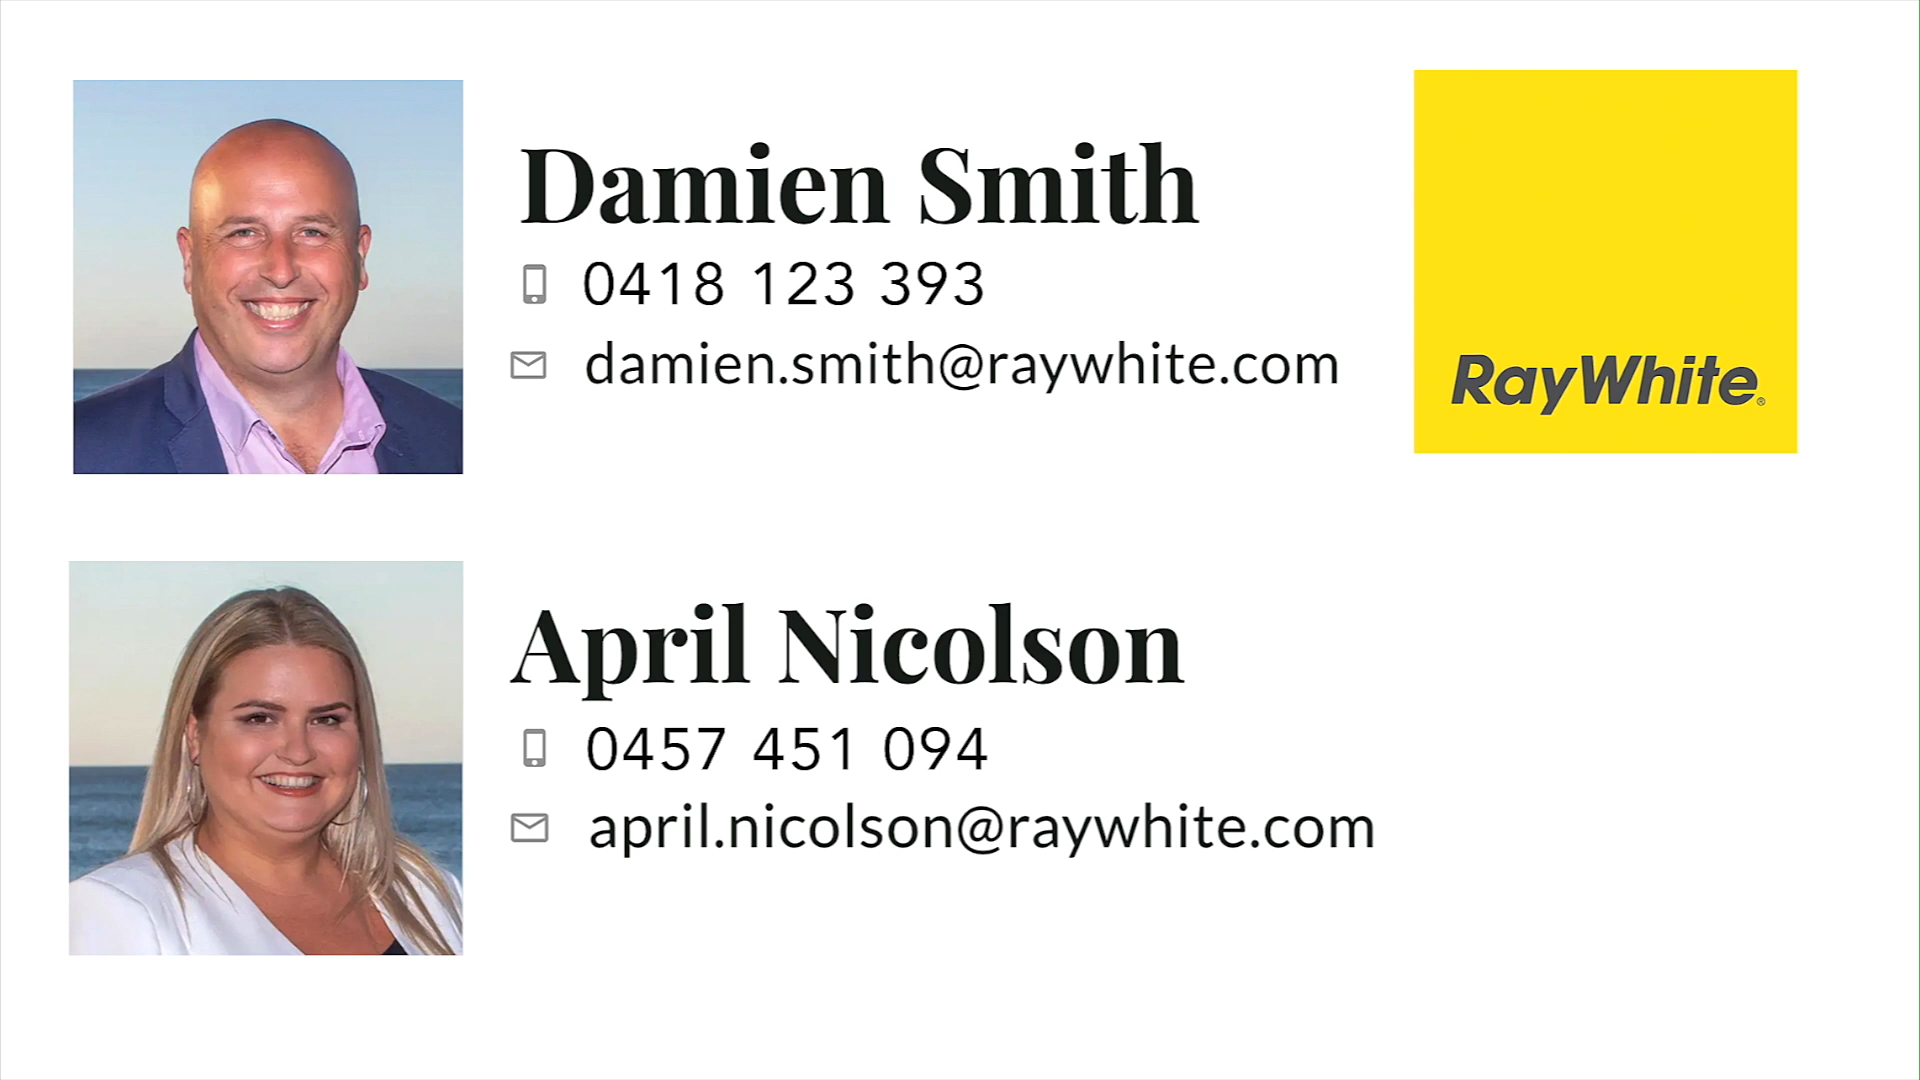 Damien Smith
0418 123 393
damien.smith@raywhite.com
RayWhite®
April Nicolson
0457 451 094
april.nicolson@raywhite.com